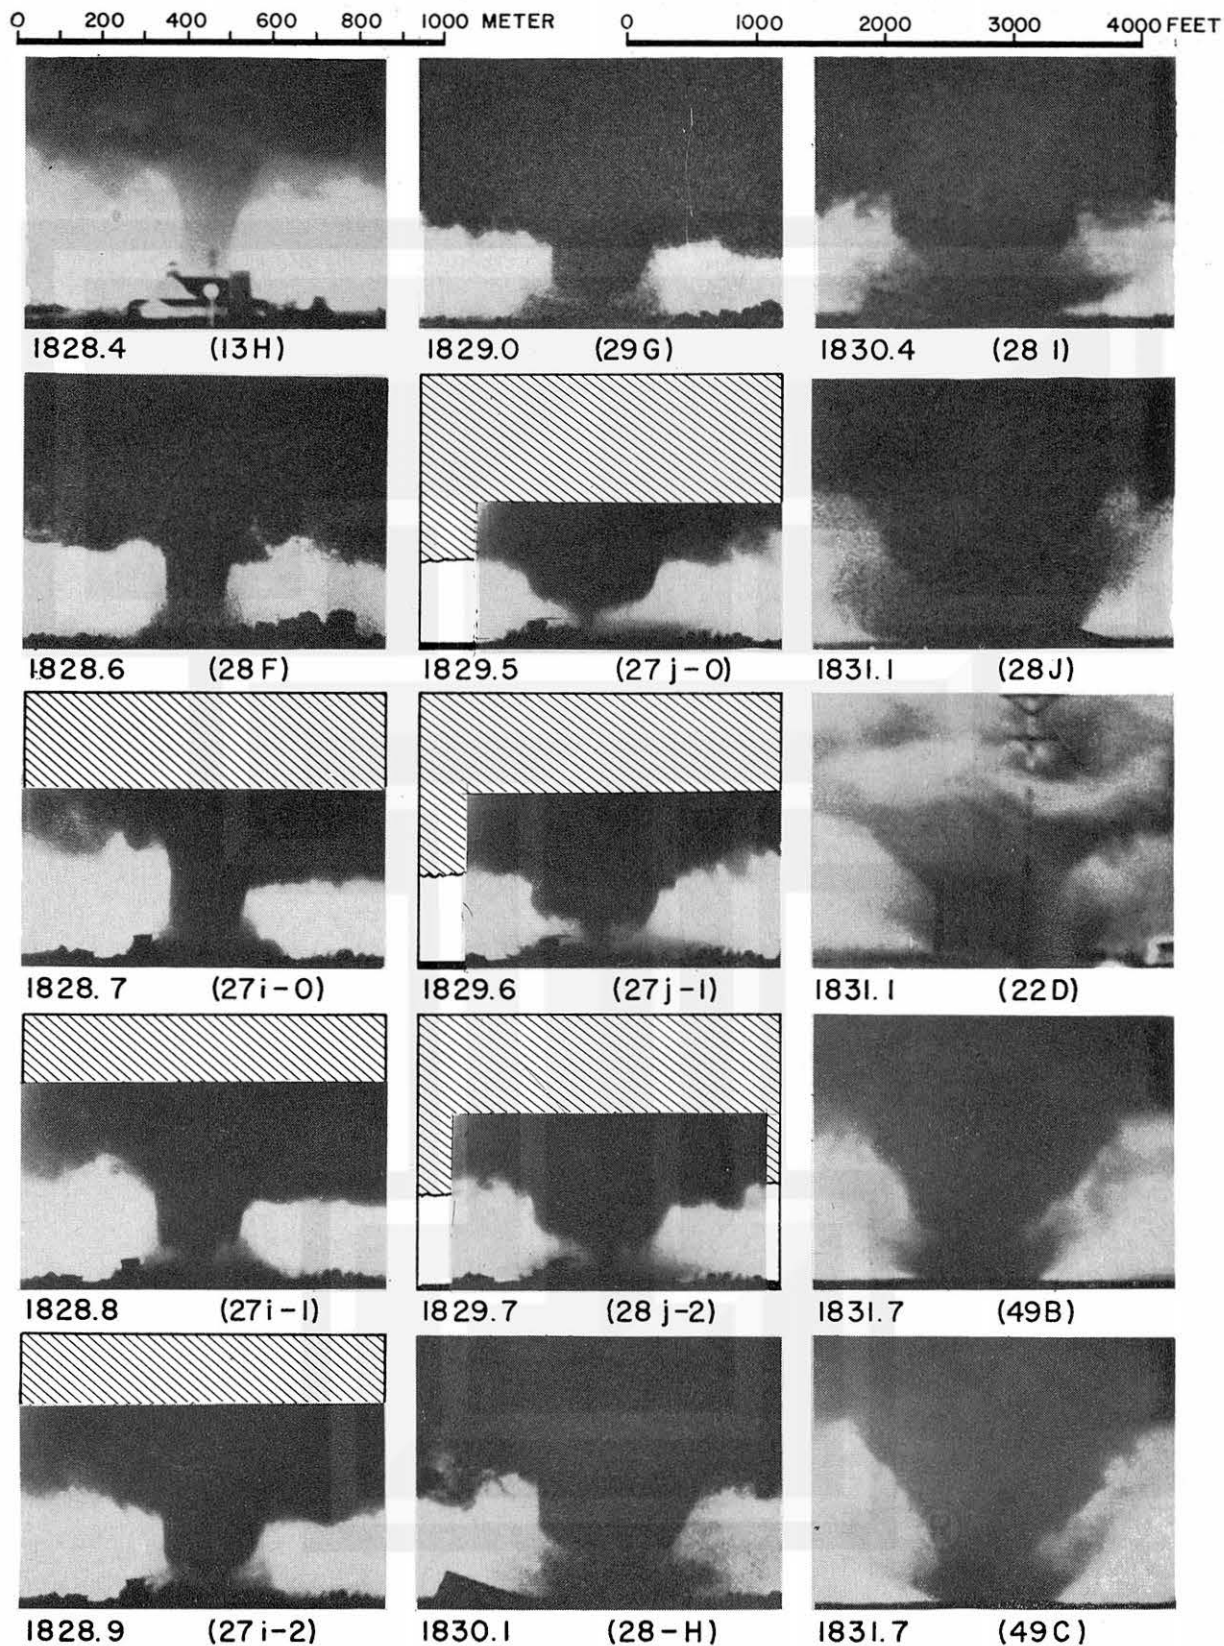 0 200 400 600 800 1000 METER 0 1000 2000 3000 4000 FEET
1828.4 (13H) 1829.0 (29G) 1830.4 (28 I)
1828.6 (28F) 1829.5 (27j-0) 1831.1 (28J)
1828.7 (27i-0) 1829.6 (27j-1) 1831.1 (22D)
1828.8 (27i-1) 1829.7 (28j-2) 1831.7 (49B)
1828.9 (27i-2) 1830.1 (28-H) 1831.7 (49C)